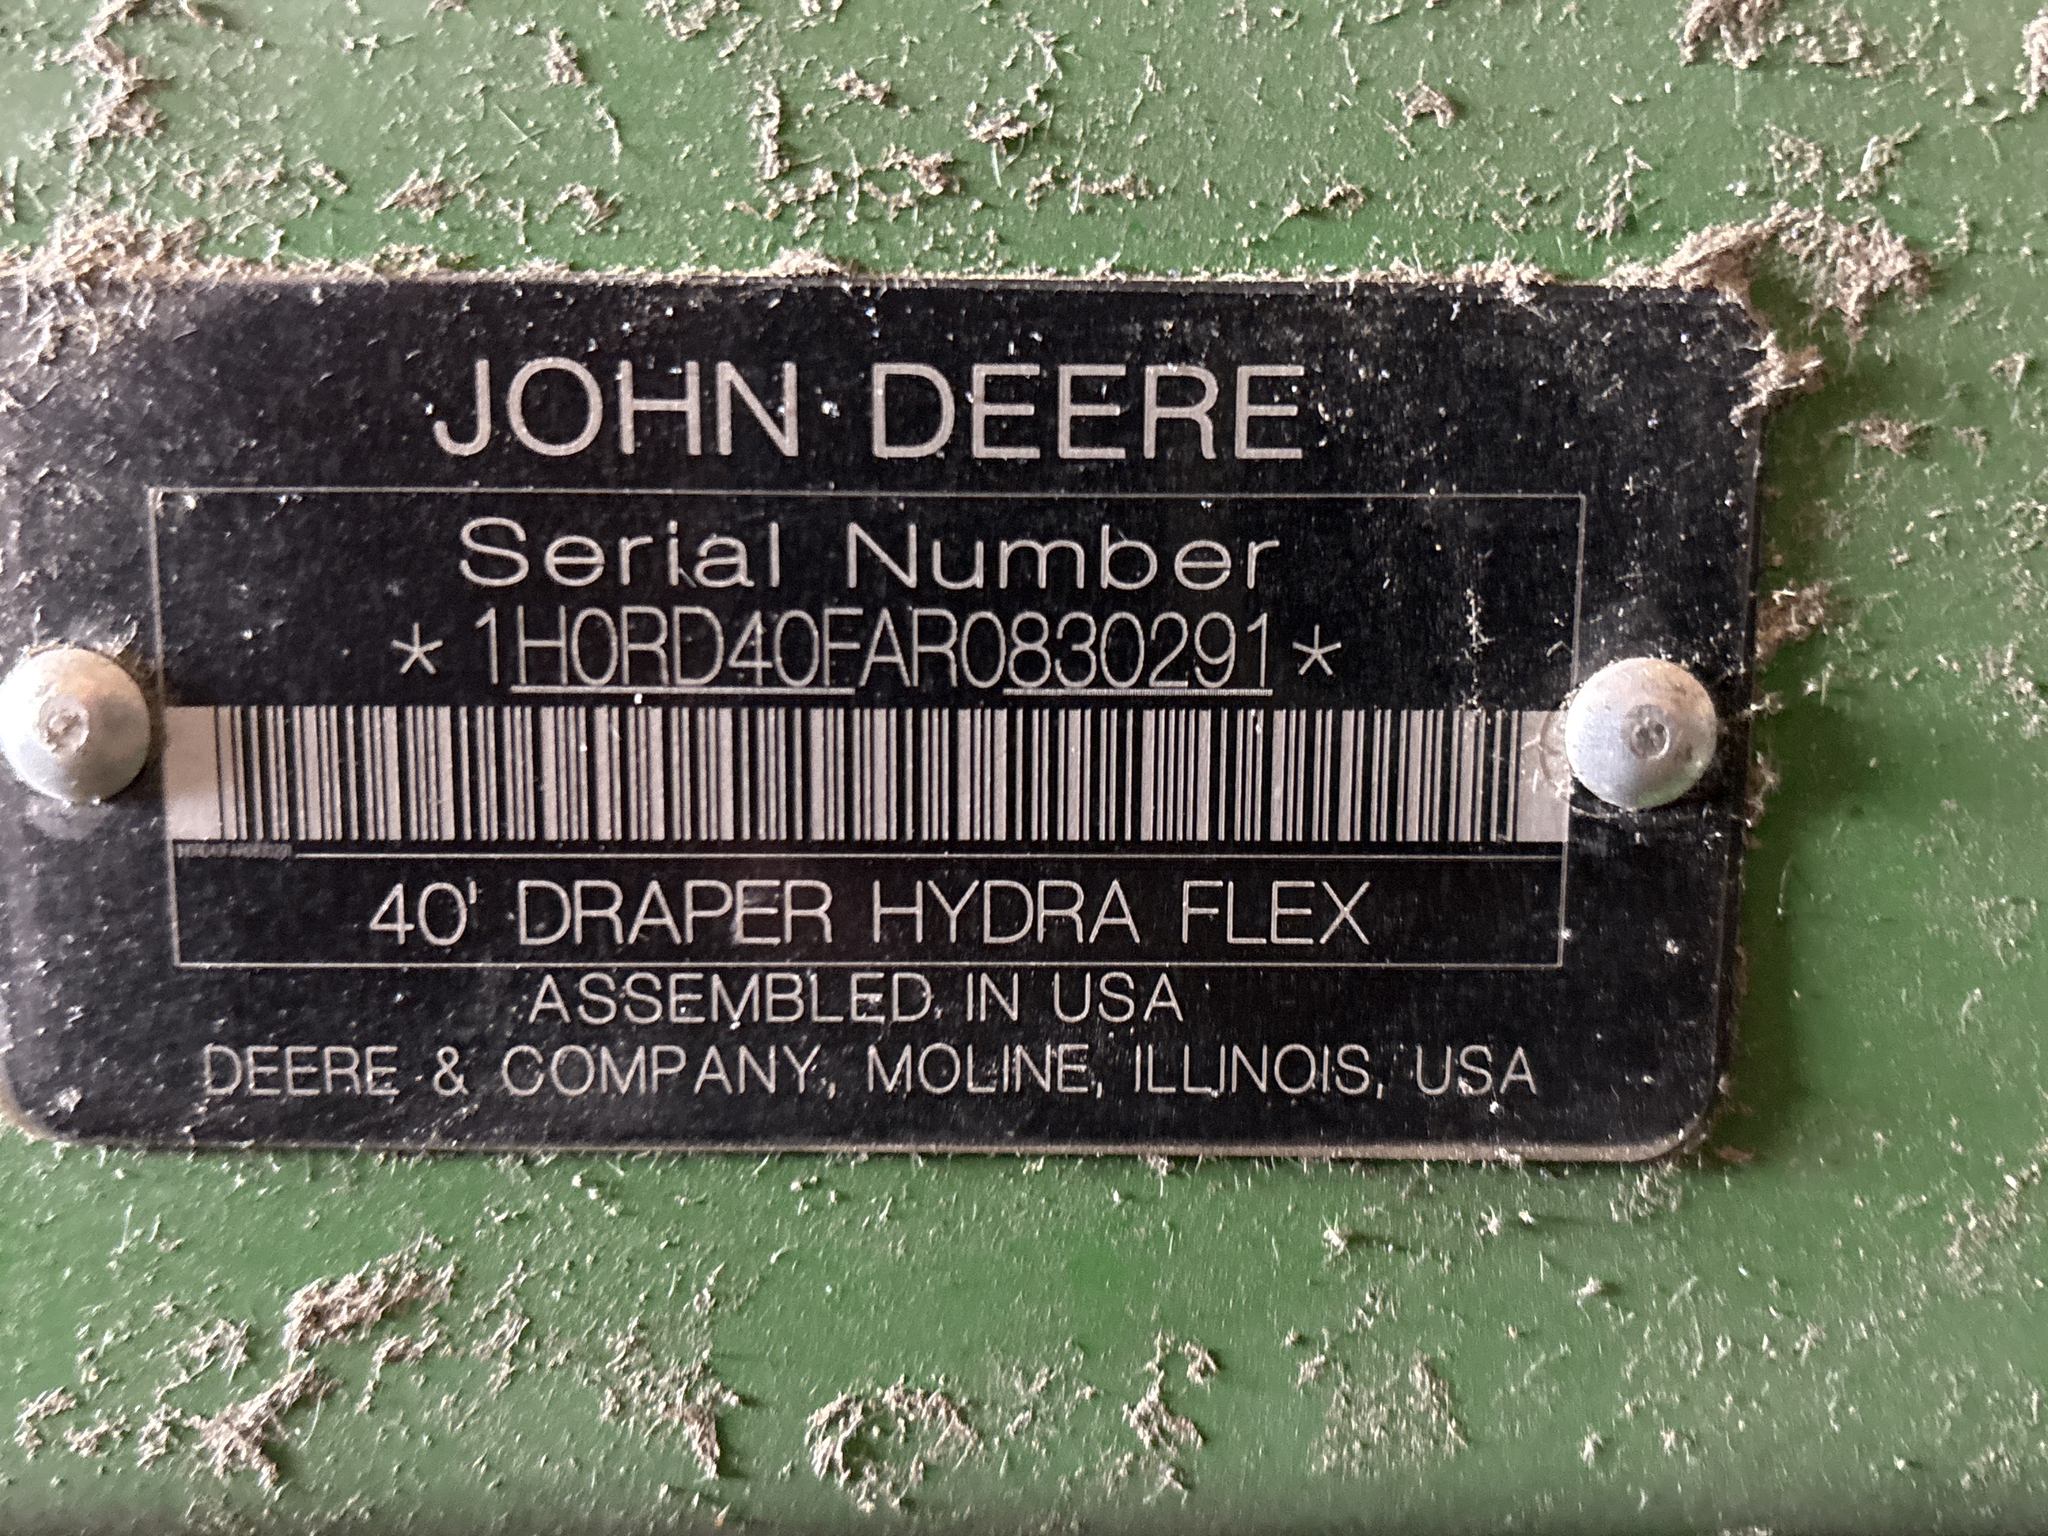 JOHN DEERE
Serial Number
* 1H0RD40FAR0830291 *
40' DRAPER HYDRA FLEX
ASSEMBLED IN USA
DEERE & COMPANY, MOLINE, ILLINOIS, USA